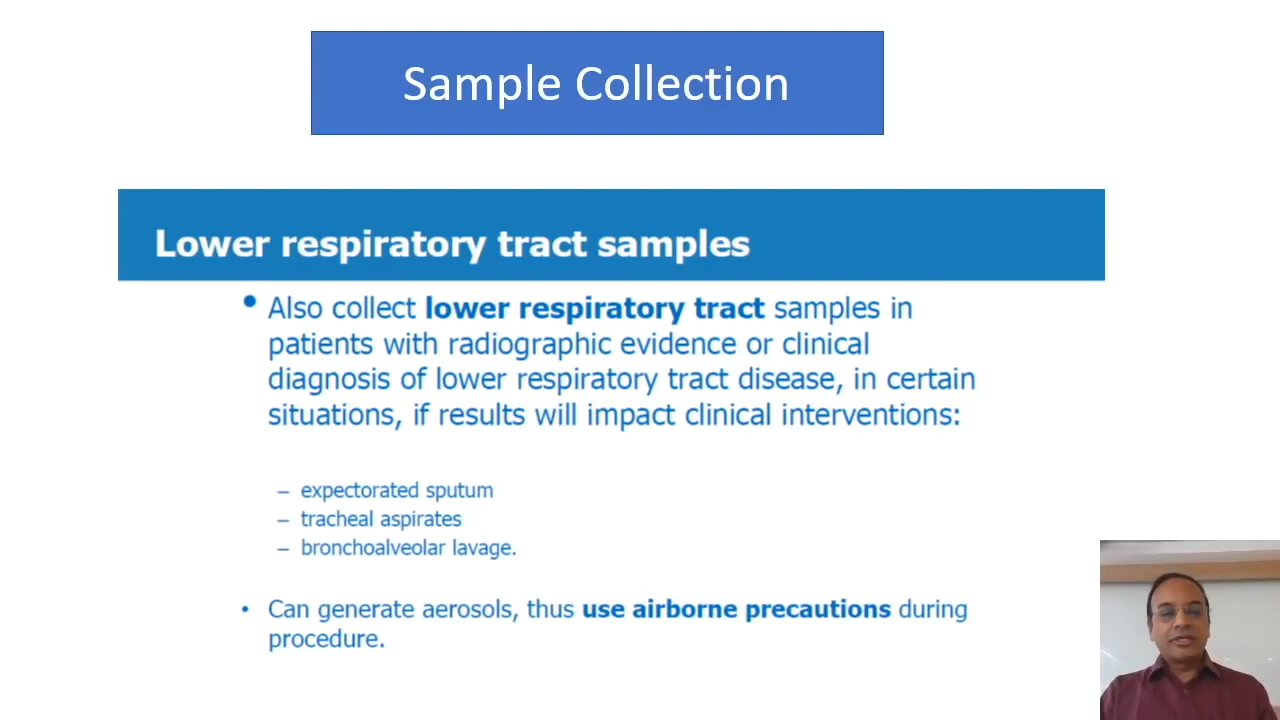 Sample Collection
Lower respiratory tract samples
• Also collect lower respiratory tract samples in
patients with radiographic evidence or clinical
diagnosis of lower respiratory tract disease, in certain
situations, if results will impact clinical interventions:
– expectorated sputum
– tracheal aspirates
– bronchoalveolar lavage.
• Can generate aerosols, thus use airborne precautions during
procedure.